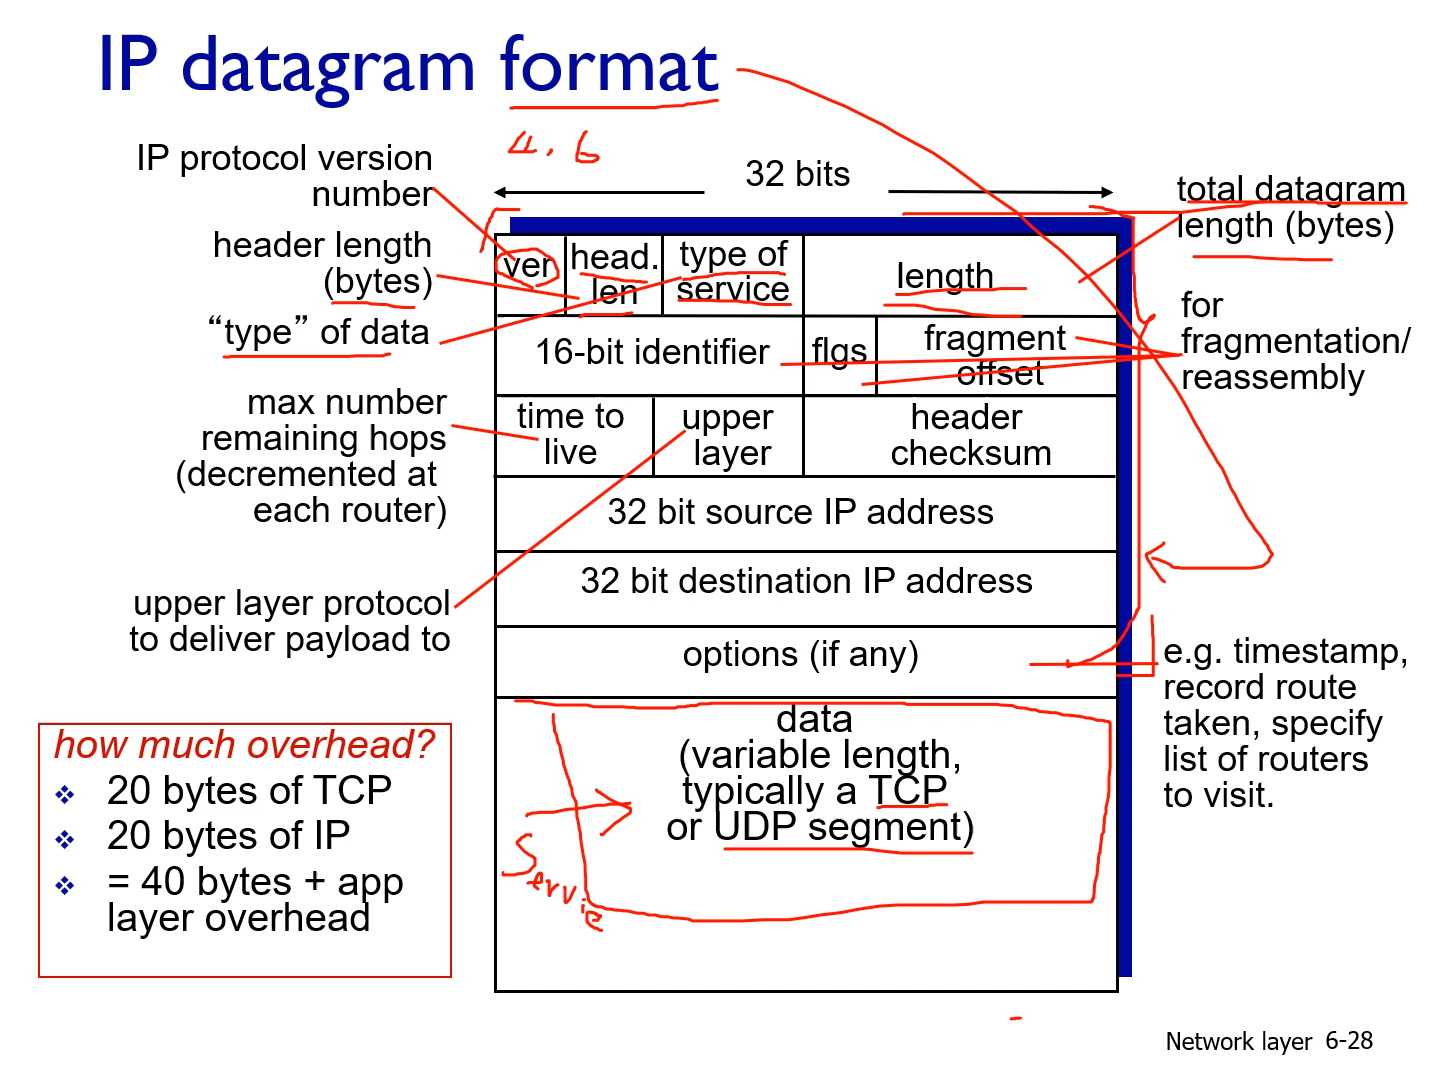 IP datagram format
4. 6
IP protocol version
number
32 bits
total datagram
length (bytes)
header length
(bytes)
ver
head.
len
type of
service
length
“type” of data
for
fragmentation/
reassembly
16-bit identifier
flgs
fragment
offset
max number
remaining hops
(decremented at
each router)
time to
live
upper
layer
header
checksum
32 bit source IP address
32 bit destination IP address
upper layer protocol
to deliver payload to
options (if any)
e.g. timestamp,
record route
taken, specify
list of routers
to visit.
data
(variable length,
typically a TCP
or UDP segment)
how much overhead?
❖ 20 bytes of TCP
❖ 20 bytes of IP
❖ = 40 bytes + app
layer overhead
Network layer 6-28